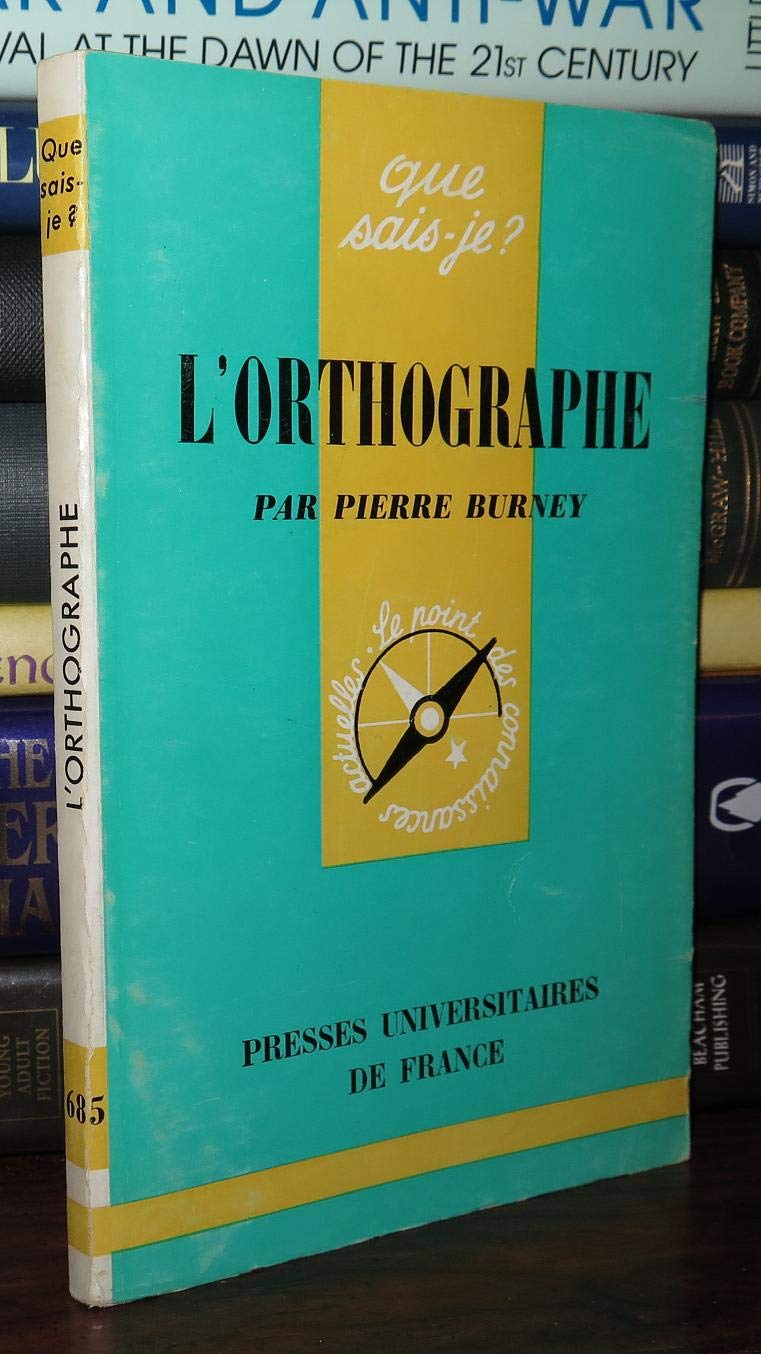 AND ANTI-WAR
AT THE DAWN OF THE 21ST CENTURY
Que
sais-
je ?
L'ORTHOGRAPHE
685
que
sais-je ?
L'ORTHOGRAPHE
PAR PIERRE BURNEY
Le point des connaissances actuelles.
PRESSES UNIVERSITAIRES
DE FRANCE
YOUNG
ADULT
FICTION
SIMON AND
BOOK COMPANY
McGRAW-HILL
BEACHAM
PUBLISHING